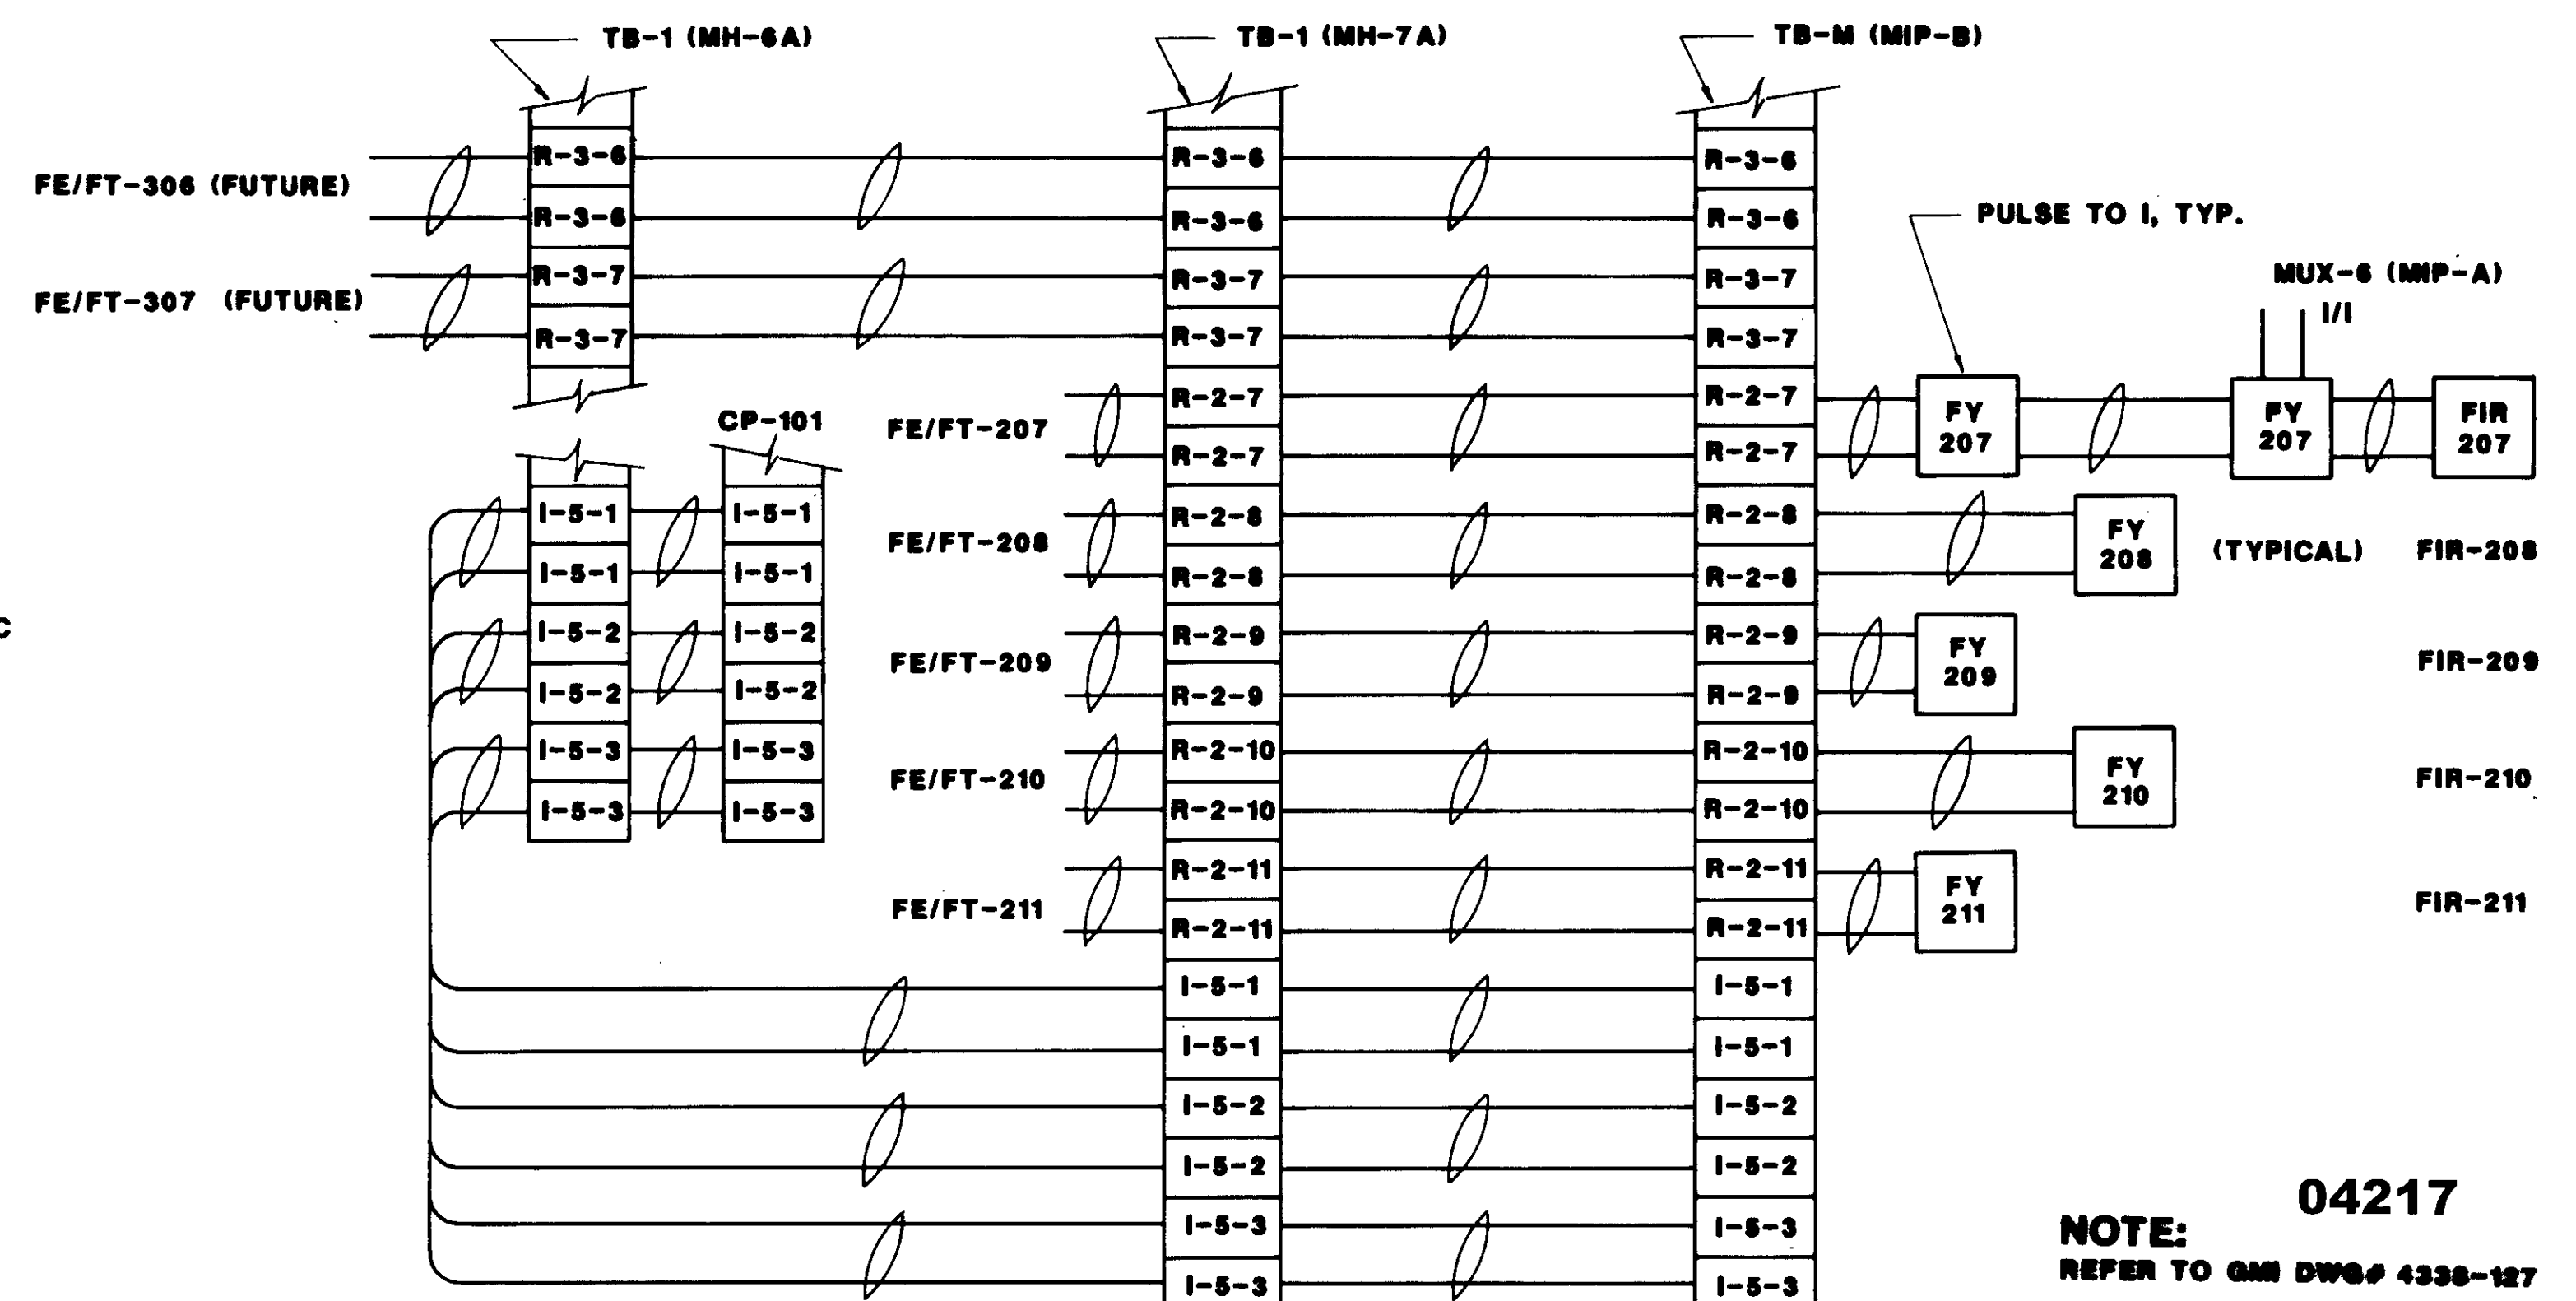 TB-1 (MH-6A)
TB-1 (MH-7A)
TB-M (MIP-B)
R-3-6
R-3-6
R-3-6
FE/FT-306 (FUTURE)
R-3-6
R-3-6
R-3-6
PULSE TO I, TYP.
R-3-7
R-3-7
R-3-7
MUX-6 (MIP-A)
I/I
FE/FT-307 (FUTURE)
R-3-7
R-3-7
R-3-7
R-2-7
R-2-7
CP-101
FE/FT-207
FY
207
FY
207
FIR
207
R-2-7
R-2-7
I-5-1
I-5-1
R-2-8
R-2-8
FE/FT-208
FY
208
(TYPICAL)
FIR-208
I-5-1
I-5-1
R-2-8
R-2-8
C
I-5-2
I-5-2
R-2-9
R-2-9
FE/FT-209
FY
209
FIR-209
I-5-2
I-5-2
R-2-9
R-2-9
I-5-3
I-5-3
R-2-10
R-2-10
FE/FT-210
FY
210
FIR-210
I-5-3
I-5-3
R-2-10
R-2-10
R-2-11
R-2-11
FE/FT-211
FY
211
FIR-211
R-2-11
R-2-11
I-5-1
I-5-1
I-5-1
I-5-1
I-5-2
I-5-2
I-5-2
I-5-2
04217
I-5-3
I-5-3
NOTE:
REFER TO GMI DWG# 4338-127
I-5-3
I-5-3